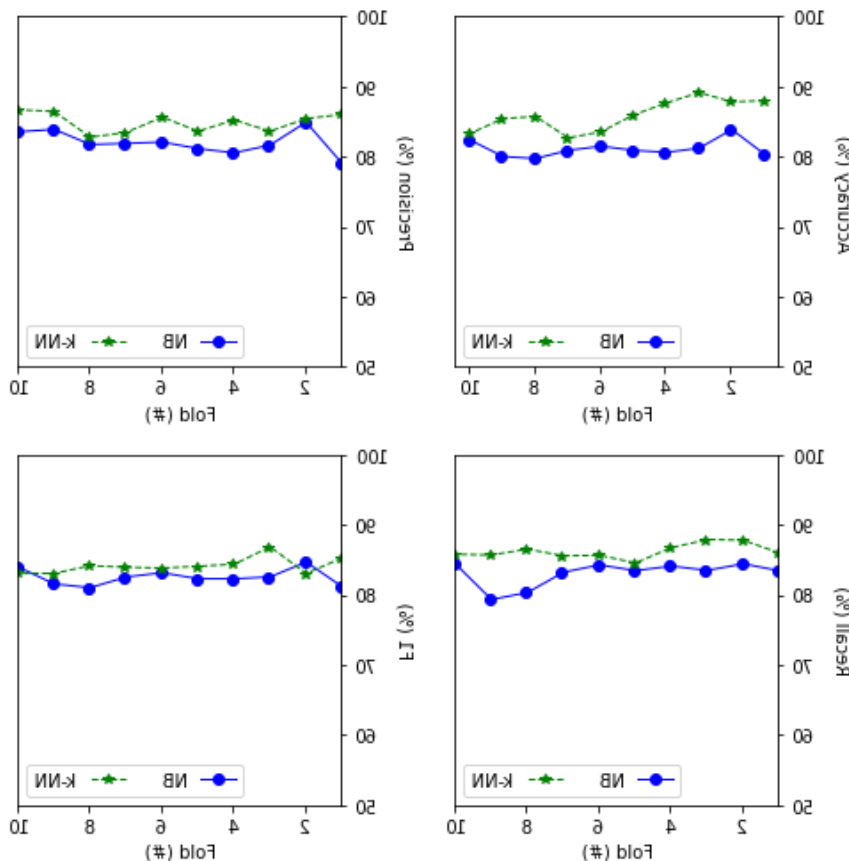 100
90
80
70
60
50
Accuracy (%)
NB k-NN
2 4 6 8 10
Fold (#)
100
90
80
70
60
50
Precision (%)
NB k-NN
2 4 6 8 10
Fold (#)
100
90
80
70
60
50
Recall (%)
NB k-NN
2 4 6 8 10
Fold (#)
100
90
80
70
60
50
F1 (%)
NB k-NN
2 4 6 8 10
Fold (#)